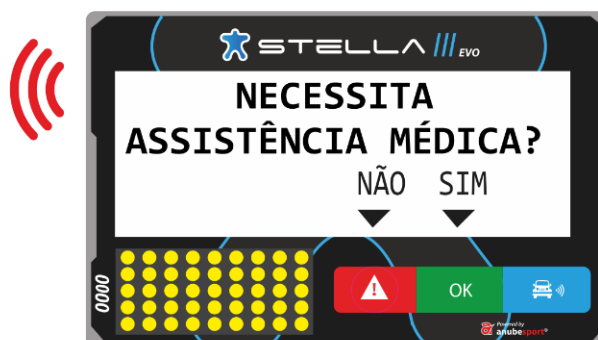 STELLA III EVO
NECESSITA
ASSISTÊNCIA MÉDICA?
NÃO SIM
0000
OK
Powered by
anubesport®